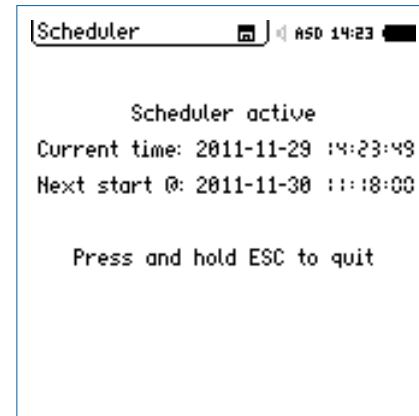 Scheduler ASD 14:23
Scheduler active
Current time: 2011-11-29 14:23:49
Next start @: 2011-11-30 11:18:00
Press and hold ESC to quit